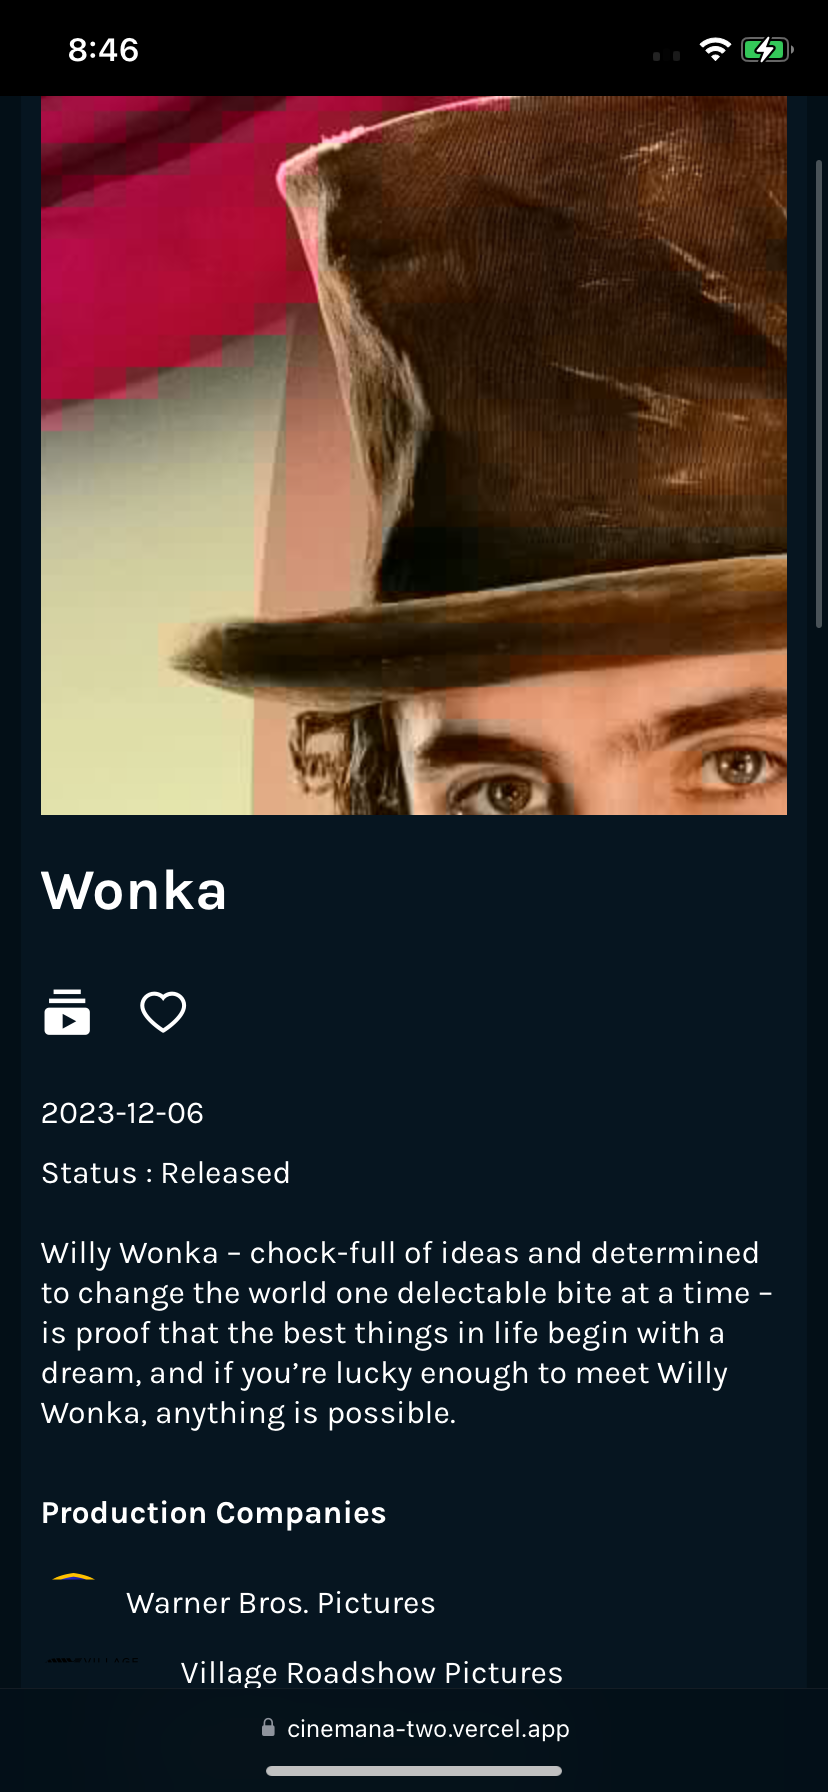 8:46
Wonka
2023-12-06
Status : Released
Willy Wonka – chock-full of ideas and determined
to change the world one delectable bite at a time –
is proof that the best things in life begin with a
dream, and if you’re lucky enough to meet Willy
Wonka, anything is possible.
Production Companies
Warner Bros. Pictures
VILLAGE
Village Roadshow Pictures
cinemana-two.vercel.app